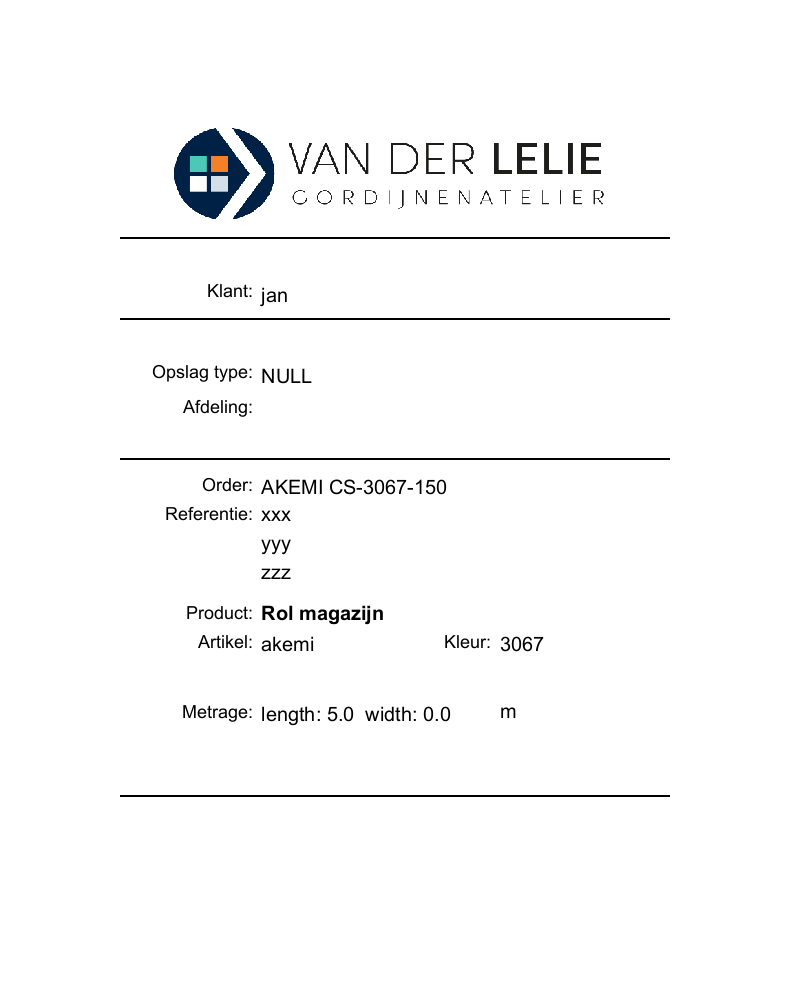 VAN DER LELIE
GORDIJNENATELIER
Klant: jan
Opslag type: NULL
Afdeling:
Order: AKEMI CS-3067-150
Referentie: xxx
yyy
zzz
Product: Rol magazijn
Artikel: akemi Kleur: 3067
Metrage: length: 5.0 width: 0.0 m